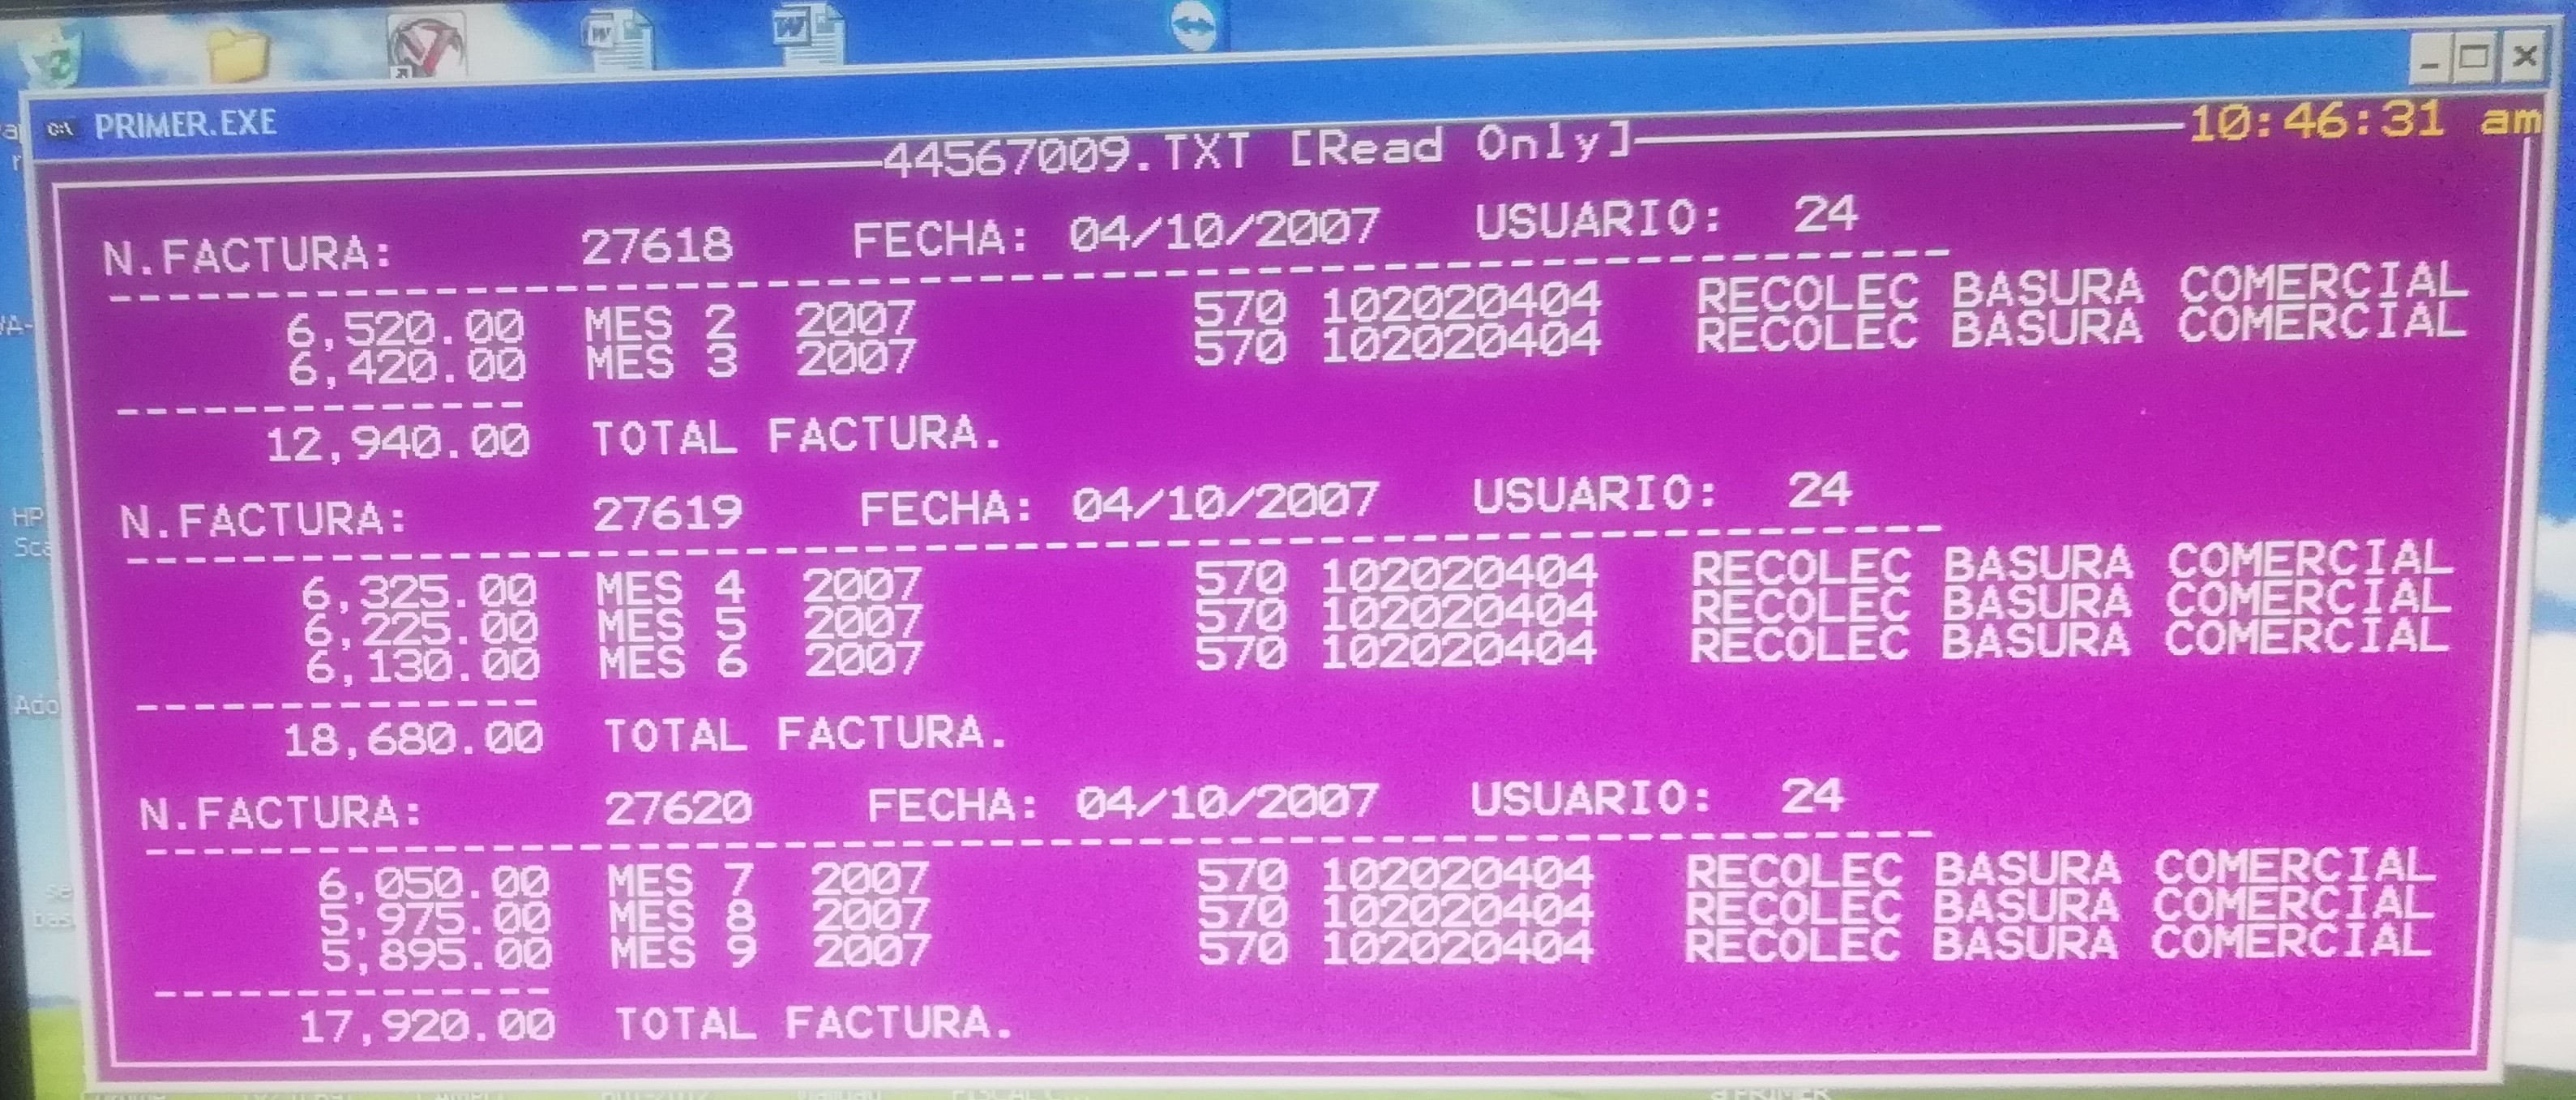 PRIMER.EXE
44567009.TXT [Read Only] 10:46:31 am
N.FACTURA: 27618 FECHA: 04/10/2007 USUARIO: 24
--------------------------------------------------------------
6,520.00 MES 2 2007 570 102020404 RECOLEC BASURA COMERCIAL
6,420.00 MES 3 2007 570 102020404 RECOLEC BASURA COMERCIAL
--------------
12,940.00 TOTAL FACTURA.
N.FACTURA: 27619 FECHA: 04/10/2007 USUARIO: 24
--------------------------------------------------------------
6,325.00 MES 4 2007 570 102020404 RECOLEC BASURA COMERCIAL
6,225.00 MES 5 2007 570 102020404 RECOLEC BASURA COMERCIAL
6,130.00 MES 6 2007 570 102020404 RECOLEC BASURA COMERCIAL
--------------
18,680.00 TOTAL FACTURA.
N.FACTURA: 27620 FECHA: 04/10/2007 USUARIO: 24
--------------------------------------------------------------
6,050.00 MES 7 2007 570 102020404 RECOLEC BASURA COMERCIAL
5,975.00 MES 8 2007 570 102020404 RECOLEC BASURA COMERCIAL
5,895.00 MES 9 2007 570 102020404 RECOLEC BASURA COMERCIAL
--------------
17,920.00 TOTAL FACTURA.
HP